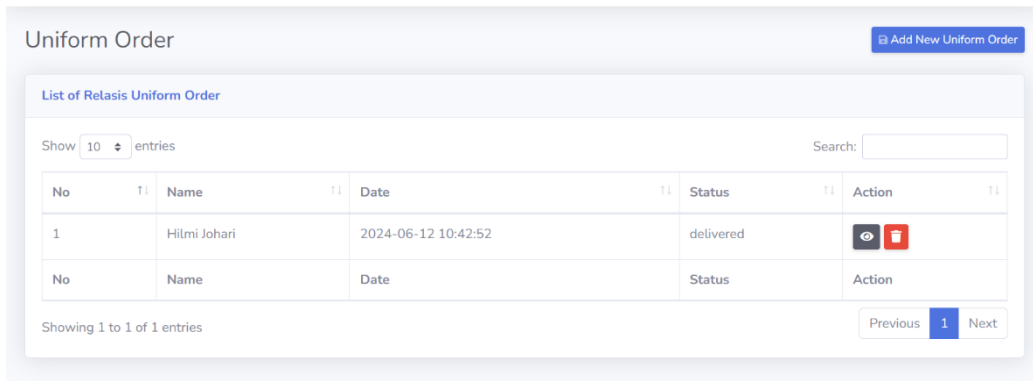 Uniform Order
Add New Uniform Order
List of Relasis Uniform Order
Show 10 entries
Search:
No Name Date Status Action
1 Hilmi Johari 2024-06-12 10:42:52 delivered
No Name Date Status Action
Showing 1 to 1 of 1 entries
Previous 1 Next